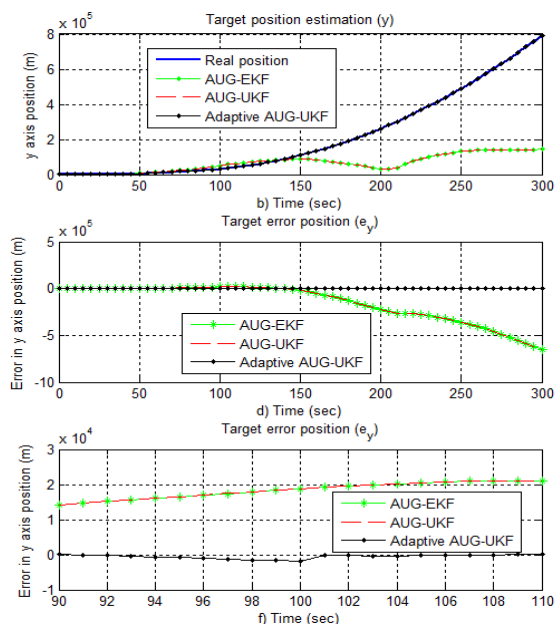 Target position estimation (y)
x 10^5
y axis position (m)
8
6
4
2
0
Real position
AUG-EKF
AUG-UKF
Adaptive AUG-UKF
0 50 100 150 200 250 300
b) Time (sec)
Target error position (e_y)
x 10^5
Error in y axis position (m)
5
0
-5
-10
AUG-EKF
AUG-UKF
Adaptive AUG-UKF
0 50 100 150 200 250 300
d) Time (sec)
Target error position (e_y)
x 10^4
Error in y axis position (m)
3
2
1
0
-1
AUG-EKF
AUG-UKF
Adaptive AUG-UKF
90 92 94 96 98 100 102 104 106 108 110
f) Time (sec)